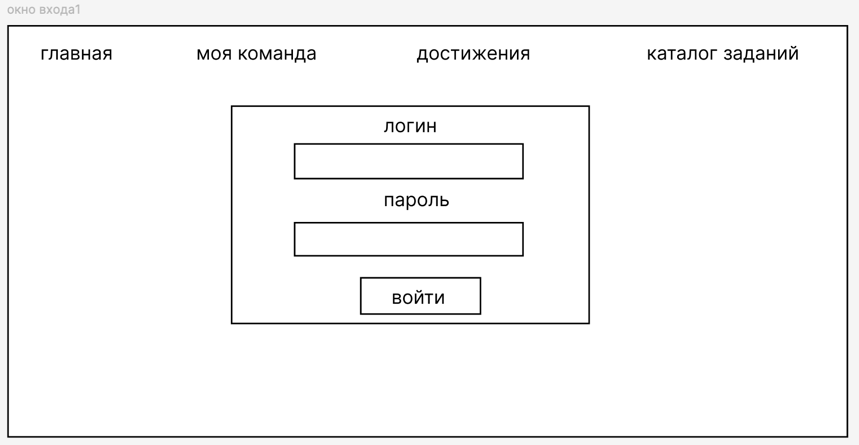 окно входа1
главная моя команда достижения каталог заданий
логин
пароль
войти